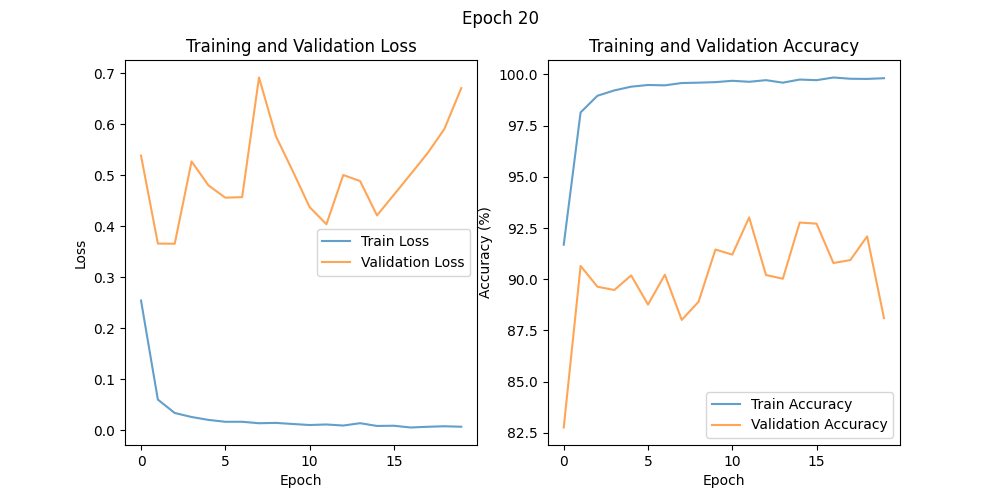 Epoch 20
Training and Validation Loss
0.7
0.6
0.5
0.4
0.3
0.2
0.1
0.0
Loss
Train Loss
Validation Loss
0
5
10
15
Epoch
Training and Validation Accuracy
100.0
97.5
95.0
92.5
90.0
87.5
85.0
82.5
Accuracy (%)
Train Accuracy
Validation Accuracy
0
5
10
15
Epoch